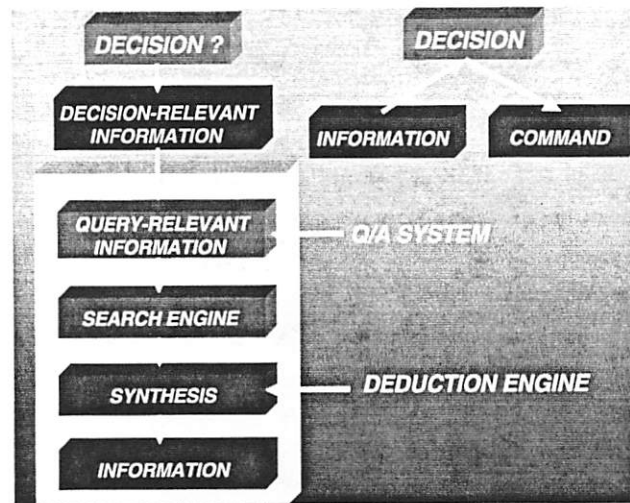 DECISION ?
DECISION
DECISION-RELEVANT
INFORMATION
INFORMATION
COMMAND
QUERY-RELEVANT
INFORMATION
Q/A SYSTEM
SEARCH ENGINE
SYNTHESIS
DEDUCTION ENGINE
INFORMATION